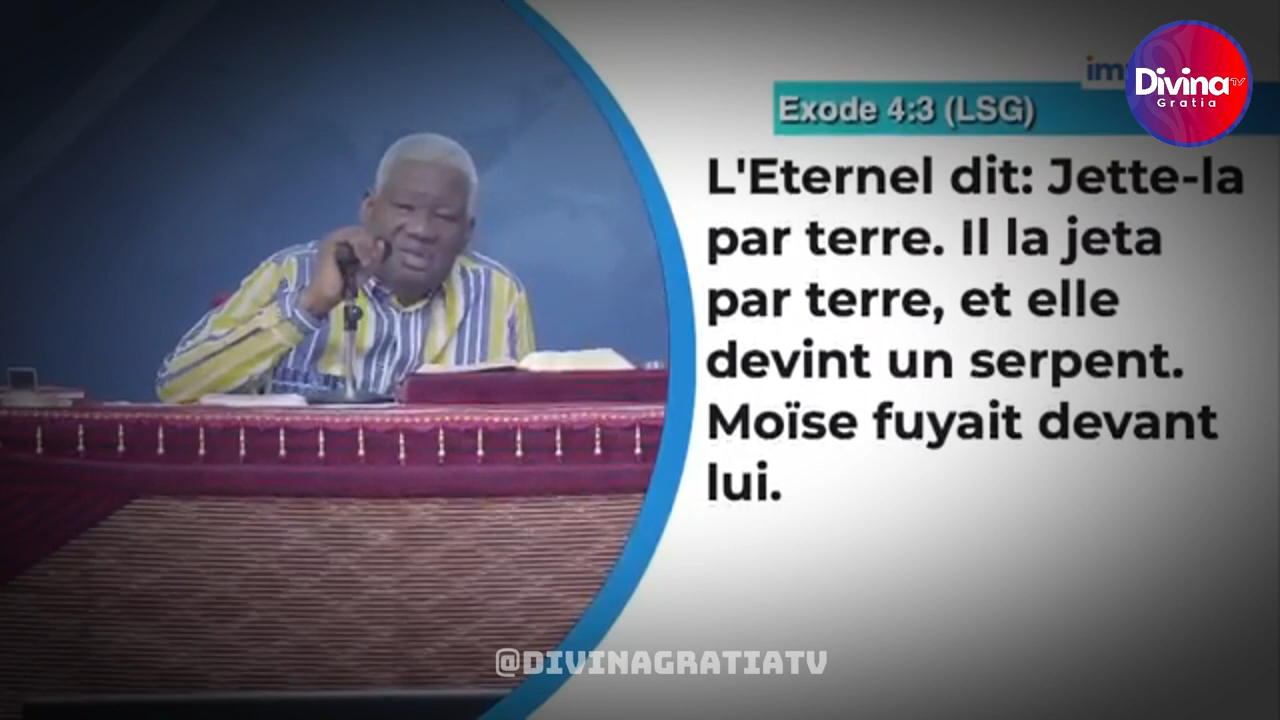 Divina TV
Gratia
Exode 4:3 (LSG)
L'Eternel dit: Jette-la
par terre. Il la jeta
par terre, et elle
devint un serpent.
Moïse fuyait devant
lui.
@DIVINAGRATIATV